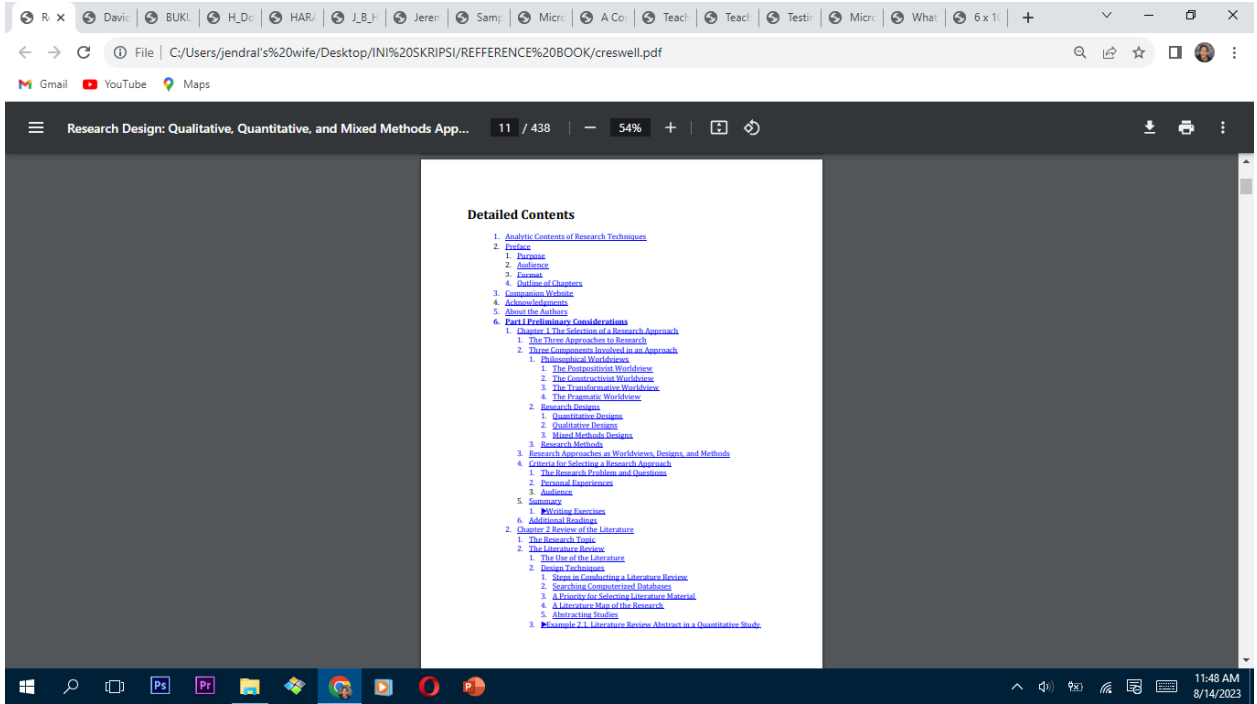 Re
David
BUKU
H_Do
HARA
J_B_H
Jerem
Samp
Micro
A Cou
Teach
Teach
Testin
Micro
What
6 x 10
File | C:/Users/jendral's%20wife/Desktop/INI%20SKRIPSI/REFFERENCE%20BOOK/creswell.pdf
Gmail YouTube Maps
Research Design: Qualitative, Quantitative, and Mixed Methods App... 11 / 438 54%
Detailed Contents
1. Analytic Contents of Research Techniques
2. Preface
1. Purpose
2. Audience
3. Format
4. Outline of Chapters
3. Companion Website
4. Acknowledgments
5. About the Authors
6. Part I Preliminary Considerations
1. Chapter 1 The Selection of a Research Approach
1. The Three Approaches to Research
2. Three Components Involved in an Approach
1. Philosophical Worldviews
1. The Postpositivist Worldview
2. The Constructivist Worldview
3. The Transformative Worldview
4. The Pragmatic Worldview
2. Research Designs
1. Quantitative Designs
2. Qualitative Designs
3. Mixed Methods Designs
3. Research Methods
3. Research Approaches as Worldviews, Designs, and Methods
4. Criteria for Selecting a Research Approach
1. The Research Problem and Questions
2. Personal Experiences
3. Audience
5. Summary
1. ▶Writing Exercises
6. Additional Readings
2. Chapter 2 Review of the Literature
1. The Research Topic
2. The Literature Review
1. The Use of the Literature
2. Design Techniques
1. Steps in Conducting a Literature Review
2. Searching Computerized Databases
3. A Priority for Selecting Literature Material
4. A Literature Map of the Research
5. Abstracting Studies
3. ▶Example 2.1. Literature Review Abstract in a Quantitative Study
Ps Pr
11:48 AM
8/14/2023